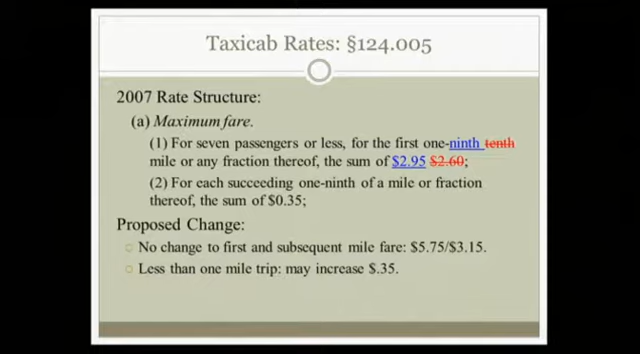 Taxicab Rates: §124.005
2007 Rate Structure:
(a) Maximum fare.
(1) For seven passengers or less, for the first one-ninth tenth
mile or any fraction thereof, the sum of $2.95 $2.60;
(2) For each succeeding one-ninth of a mile or fraction
thereof, the sum of $0.35;
Proposed Change:
No change to first and subsequent mile fare: $5.75/$3.15.
Less than one mile trip: may increase $.35.